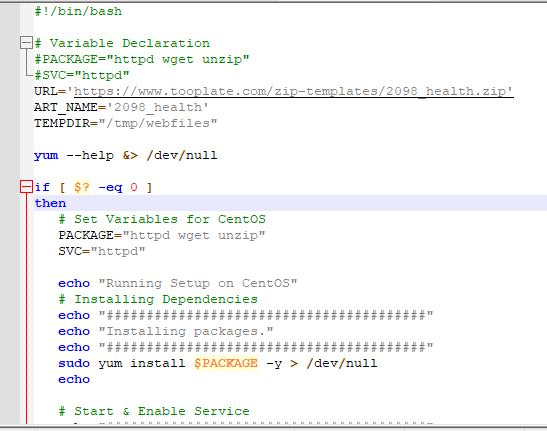 #!/bin/bash
# Variable Declaration
#PACKAGE="httpd wget unzip"
#SVC="httpd"
URL='https://www.tooplate.com/zip-templates/2098_health.zip'
ART_NAME='2098_health'
TEMPDIR="/tmp/webfiles"
yum --help &> /dev/null
if [ $? -eq 0 ]
then
# Set Variables for CentOS
PACKAGE="httpd wget unzip"
SVC="httpd"
echo "Running Setup on CentOS"
# Installing Dependencies
echo "########################################"
echo "Installing packages."
echo "########################################"
sudo yum install $PACKAGE -y > /dev/null
echo
# Start & Enable Service